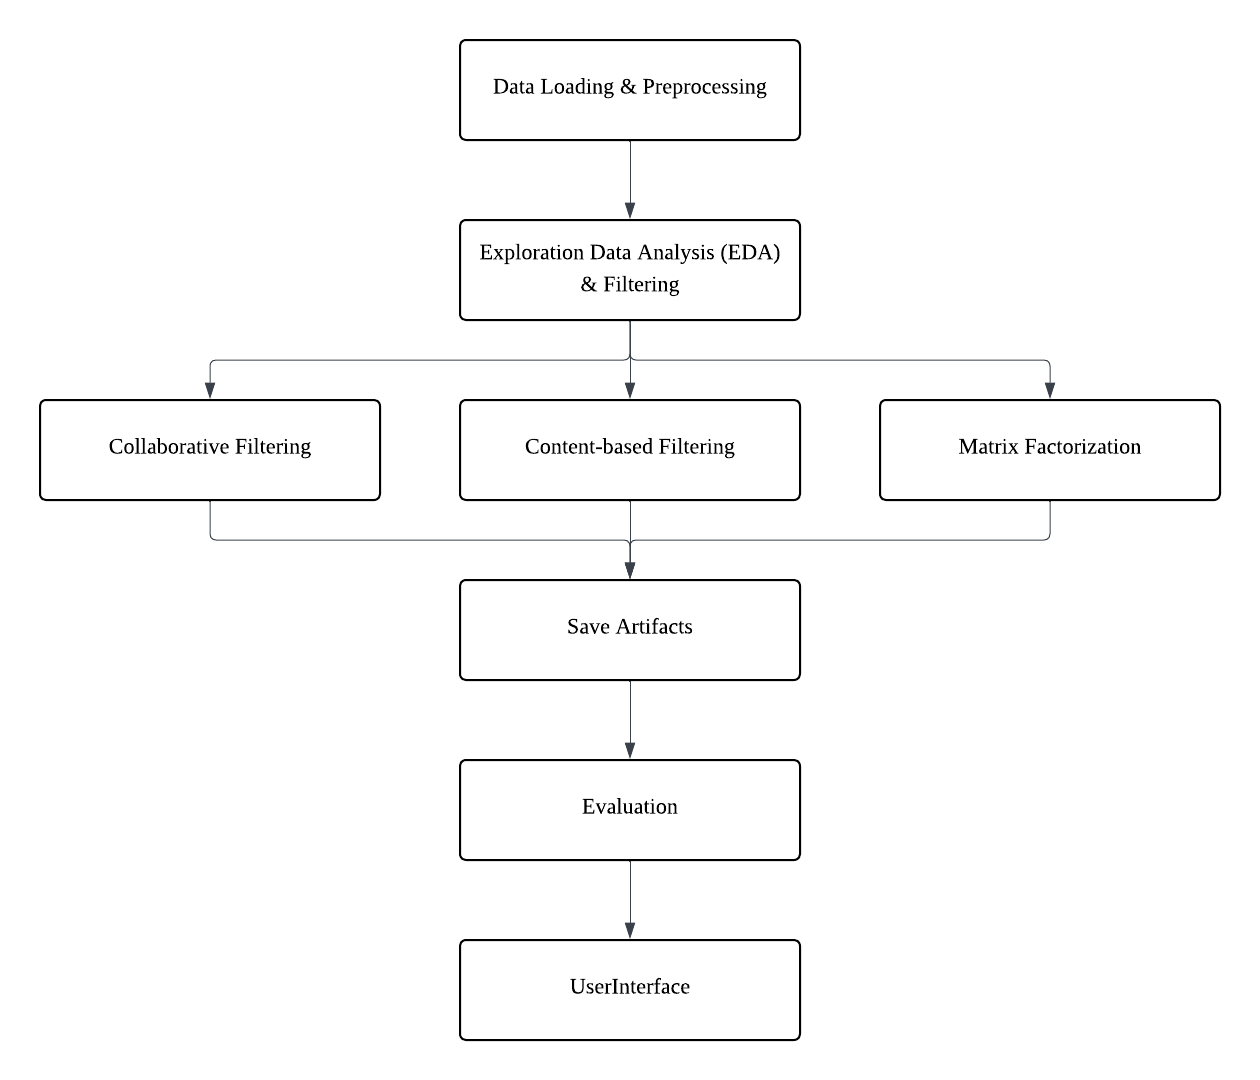 Data Loading & Preprocessing
Exploration Data Analysis (EDA)
& Filtering
Collaborative Filtering
Content-based Filtering
Matrix Factorization
Save Artifacts
Evaluation
UserInterface